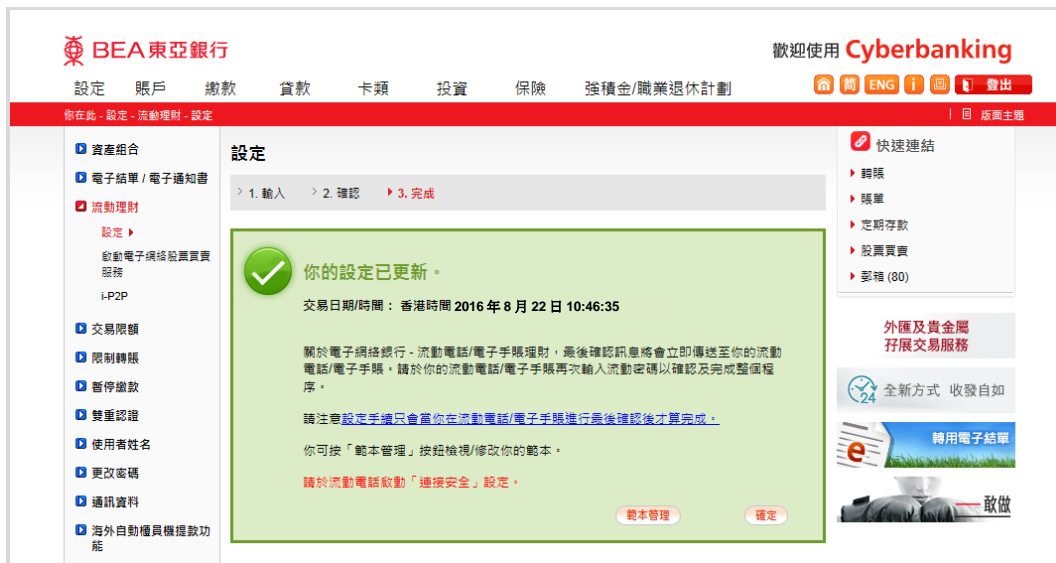 BEA東亞銀行
歡迎使用 Cyberbanking
設定 賬戶 繳款 貸款 卡類 投資 保險 強積金/職業退休計劃
简 ENG i 登出
你在此 - 設定 - 流動理財 - 設定
版面主題
資產組合
電子結單 / 電子通知書
流動理財
設定
啟動電子網絡股票買賣
服務
i-P2P
交易限額
限制轉賬
暫停繳款
雙重認證
使用者姓名
更改密碼
通訊資料
海外自動櫃員機提款功
能
設定
1. 輸入 2. 確認 3. 完成
你的設定已更新。
交易日期/時間： 香港時間 2016 年 8 月 22 日 10:46:35
關於電子網絡銀行 - 流動電話/電子手賬理財，最後確認訊息將會立即傳送至你的流動
電話/電子手賬。請於你的流動電話/電子手賬再次輸入流動密碼以確認及完成整個程
序。
請注意設定手續只會當你在流動電話/電子手賬進行最後確認後才算完成。
你可按「範本管理」按鈕檢視/修改你的範本。
請於流動電話啟動「連接安全」設定。
範本管理 確定
快速連結
轉賬
賬單
定期存款
股票買賣
郵箱 (80)
外匯及貴金屬
孖展交易服務
24 全新方式 收發自如
e 轉用電子結單
敢做